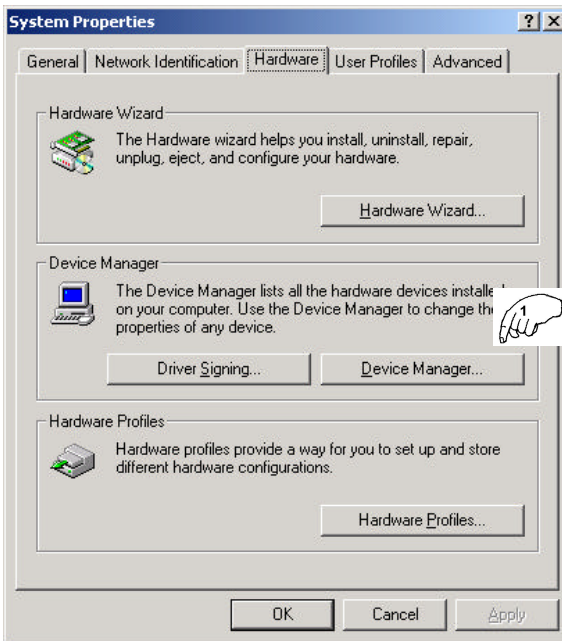 System Properties
General Network Identification Hardware User Profiles Advanced
Hardware Wizard
The Hardware wizard helps you install, uninstall, repair,
unplug, eject, and configure your hardware.
Hardware Wizard...
Device Manager
The Device Manager lists all the hardware devices
on your computer. Use the Device Manager to change
1
properties of any device.
Driver Signing... Device Manager...
Hardware Profiles
Hardware profiles provide a way for you to set up and store
different hardware configurations.
Hardware Profiles...
OK Cancel Apply